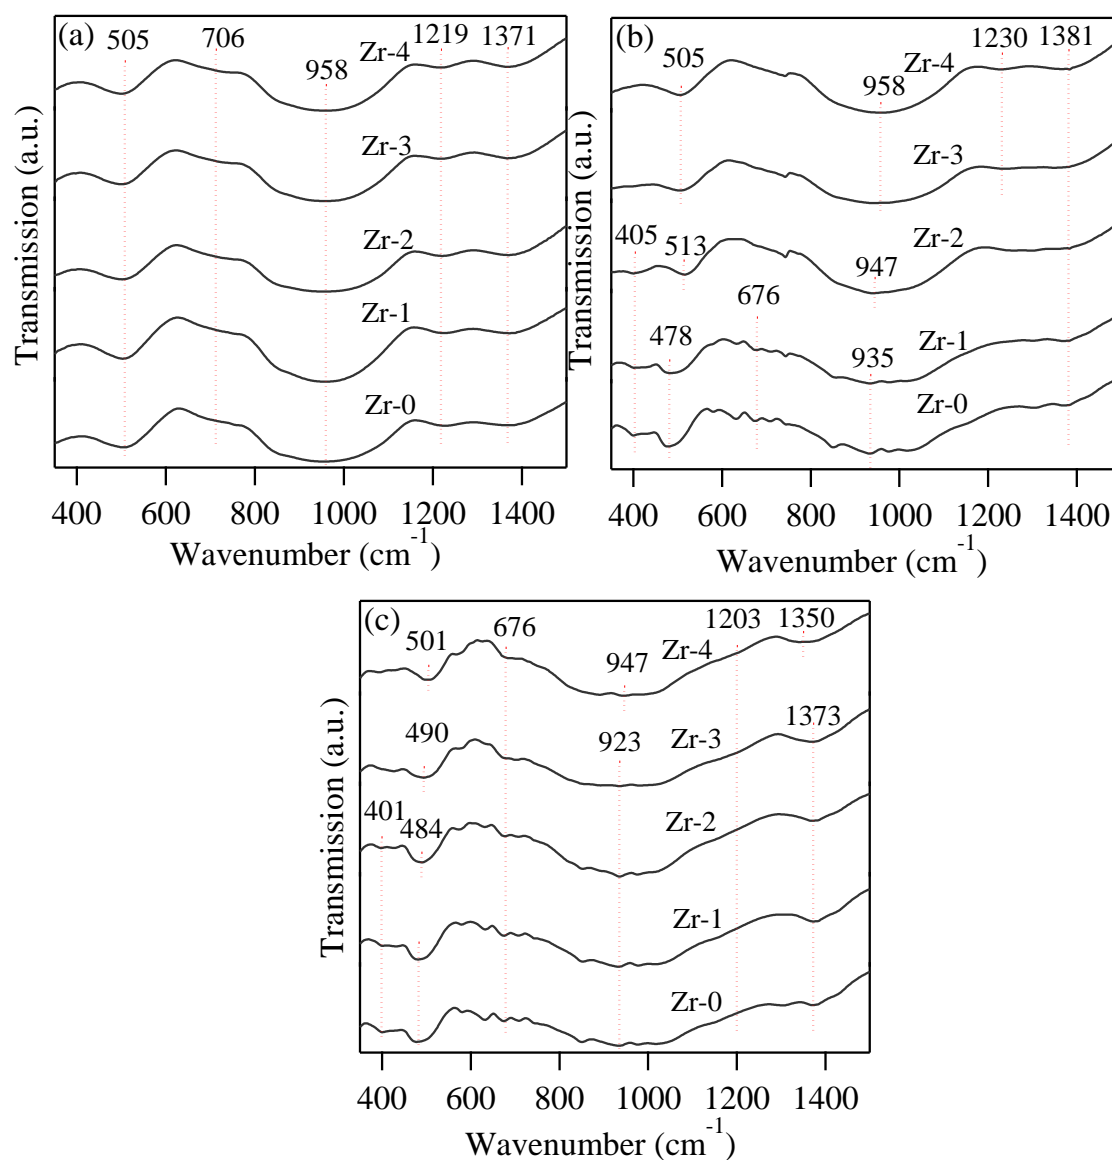 (a)
505
706
958
1219
1371
Zr-4
Zr-3
Zr-2
Zr-1
Zr-0
Transmission (a.u.)
400 600 800 1000 1200 1400
Wavenumber (cm⁻¹)
(b)
505
958
1230
1381
Zr-4
Zr-3
405
513
947
Zr-2
478
676
935
Zr-1
Zr-0
Transmission (a.u.)
400 600 800 1000 1200 1400
Wavenumber (cm⁻¹)
(c)
501
676
947
1203
1350
Zr-4
490
923
1373
Zr-3
401
484
Zr-2
Zr-1
Zr-0
Transmission (a.u.)
400 600 800 1000 1200 1400
Wavenumber (cm⁻¹)